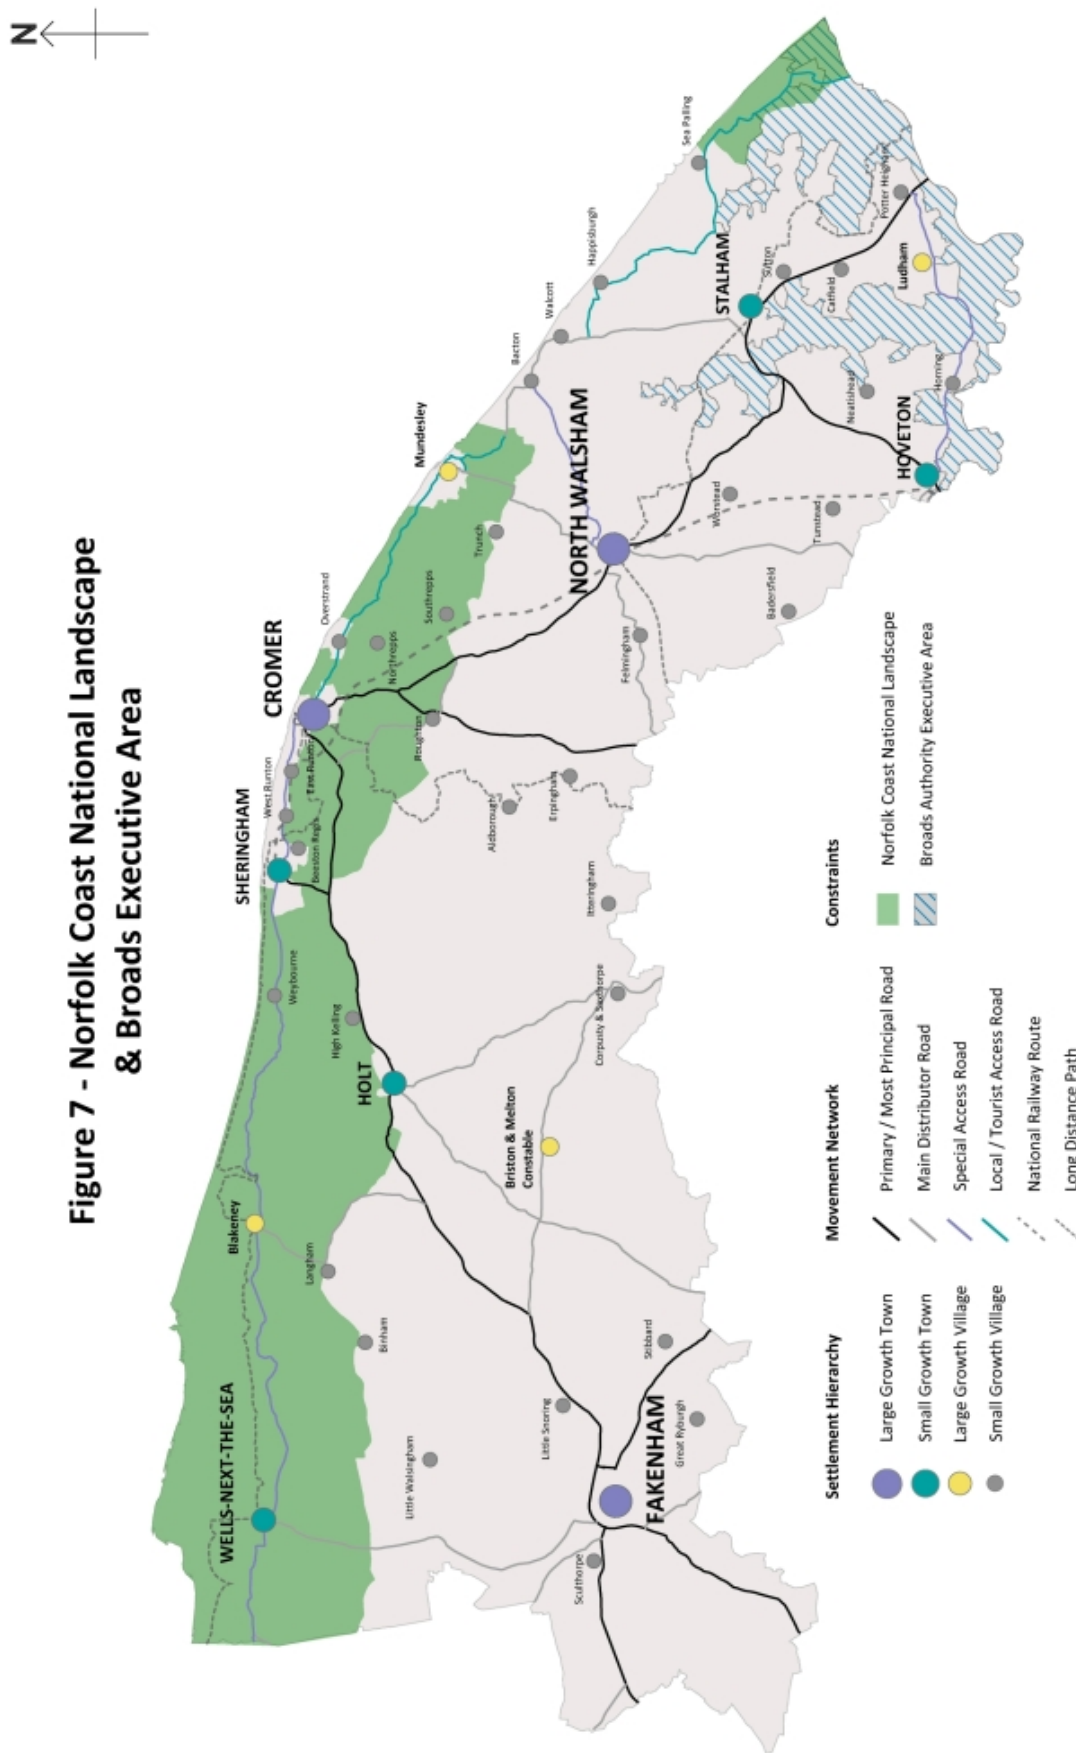 Figure 7 - Norfolk Coast National Landscape
& Broads Executive Area
N
WELLS-NEXT-THE-SEA
Blakeney
Weybourne
SHERINGHAM
Beeston Regis
West Runton
East Runton
CROMER
Overstrand
Northrepps
Southrepps
Trunch
Mundesley
Bacton
Walcott
Happisburgh
Sea Palling
Langham
Binham
High Kelling
HOLT
Roughton
Little Walsingham
Aldborough
Erpingham
Briston & Melton
Constable
Corpusty & Saxthorpe
Itteringham
Felmingham
NORTH WALSHAM
Worstead
STALHAM
Sutton
Catfield
Potter Heigham
Ludham
Neatishead
Horning
HOVETON
Tunstead
Badersfield
Little Snoring
Stibbard
Great Ryburgh
FAKENHAM
Sculthorpe
Settlement Hierarchy
Large Growth Town
Small Growth Town
Large Growth Village
Small Growth Village
Movement Network
Primary / Most Principal Road
Main Distributor Road
Special Access Road
Local / Tourist Access Road
National Railway Route
Long Distance Path
Constraints
Norfolk Coast National Landscape
Broads Authority Executive Area